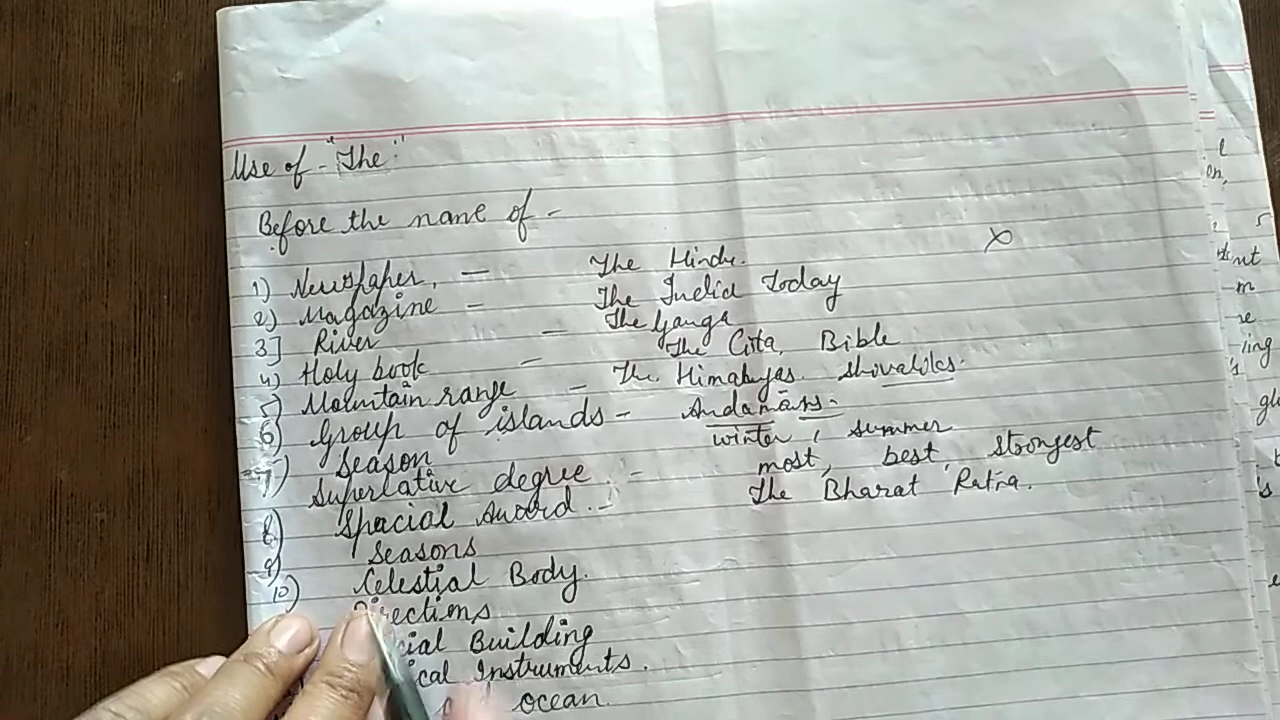 Use of - "The"
Before the name of -
1) Newspaper, - The Hindu.
2) Magazine - The India Today
3] River - The Ganga
4) Holy book - The Gita, Bible
5) Mountain range - The Himalayas. Shivaliks.
6) Group of islands - Andamans.
7) Season winter, summer
Superlative degree - most, best, strongest
8) Spacial Award. - The Bharat Ratna.
9) Seasons
10) Celestial Body.
Directions
cial Building
ical Instruments.
ocean.